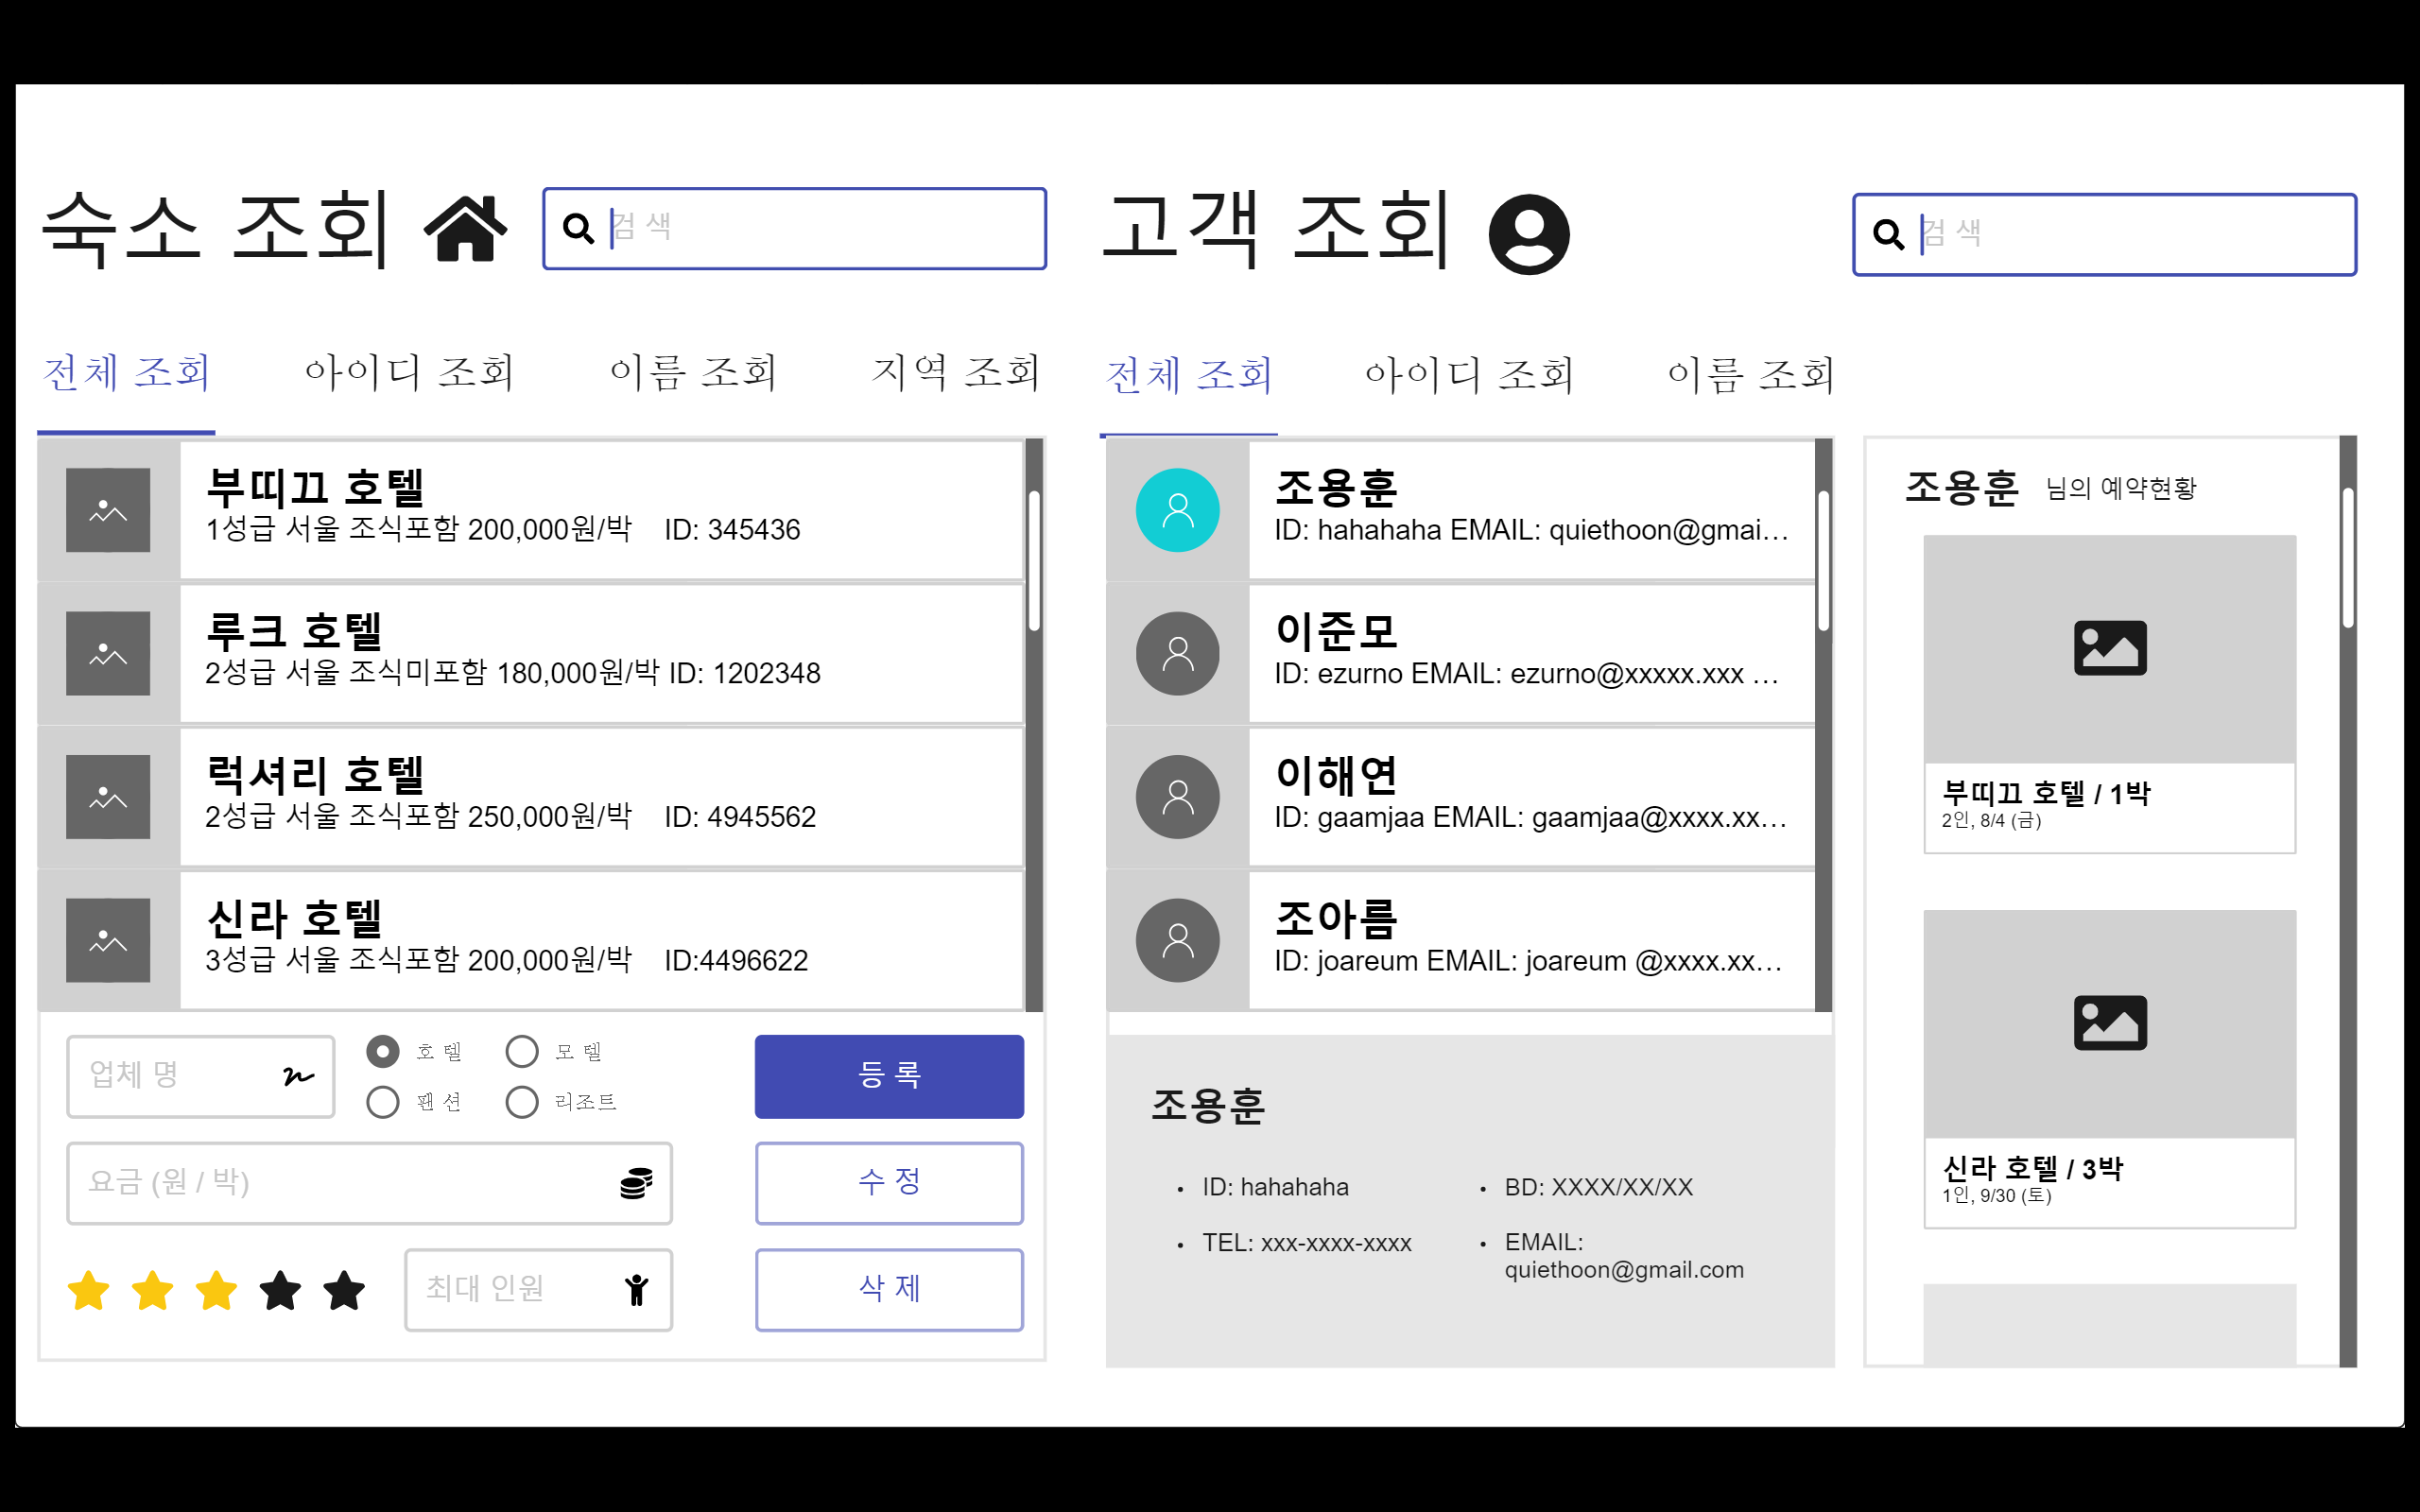 숙소 조회
검 색
전체 조회
아이디 조회
이름 조회
지역 조회
부띠끄 호텔
1성급 서울 조식포함 200,000원/박 ID: 345436
루크 호텔
2성급 서울 조식미포함 180,000원/박 ID: 1202348
럭셔리 호텔
2성급 서울 조식포함 250,000원/박 ID: 4945562
신라 호텔
3성급 서울 조식포함 200,000원/박 ID:4496622
업체 명
호 텔
모 텔
팬 션
리조트
등 록
요금 (원 / 박)
수 정
최대 인원
삭 제
고객 조회
검 색
전체 조회
아이디 조회
이름 조회
조용훈
ID: hahahaha EMAIL: quiethoon@gmai...
이준모
ID: ezurno EMAIL: ezurno@xxxxx.xxx ...
이해연
ID: gaamjaa EMAIL: gaamjaa@xxxx.xx...
조아름
ID: joareum EMAIL: joareum @xxxx.xx...
조용훈
• ID: hahahaha
• BD: XXXX/XX/XX
• TEL: xxx-xxxx-xxxx
• EMAIL:
quiethoon@gmail.com
조용훈 님의 예약현황
부띠끄 호텔 / 1박
2인, 8/4 (금)
신라 호텔 / 3박
1인, 9/30 (토)